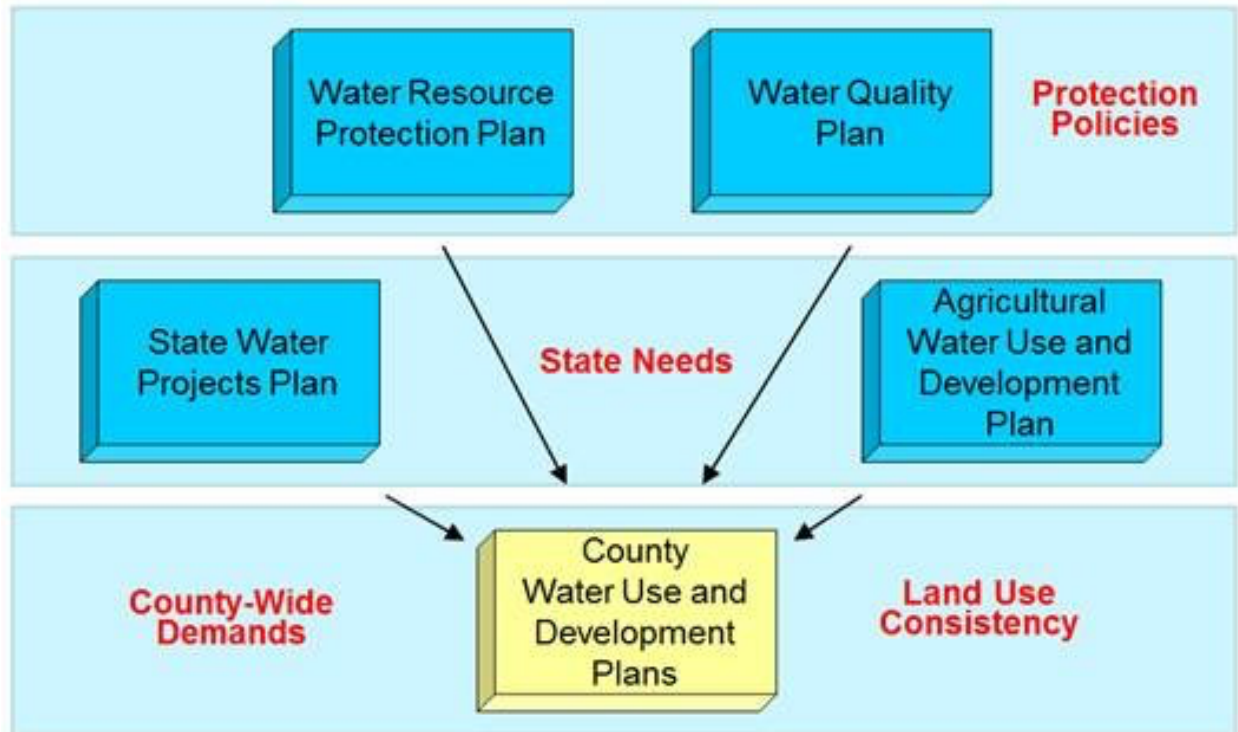 Water Resource
Protection Plan
Water Quality
Plan
Protection
Policies
State Water
Projects Plan
State Needs
Agricultural
Water Use and
Development
Plan
County-Wide
Demands
County
Water Use and
Development
Plans
Land Use
Consistency